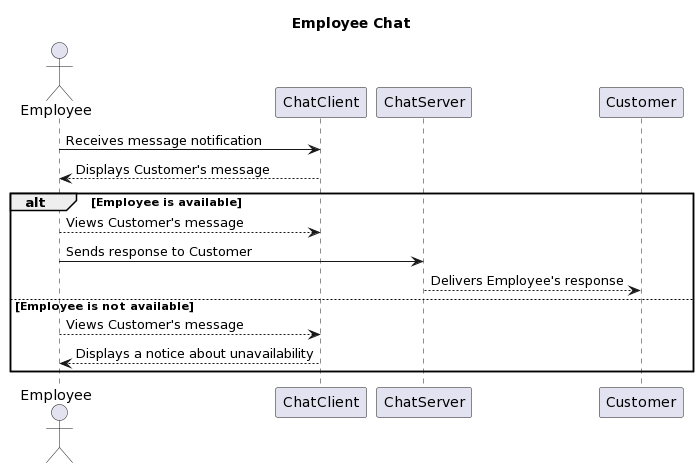 Employee Chat
Employee
ChatClient
ChatServer
Customer
Receives message notification
Displays Customer's message
alt
[Employee is available]
Views Customer's message
Sends response to Customer
Delivers Employee's response
[Employee is not available]
Views Customer's message
Displays a notice about unavailability
Employee
ChatClient
ChatServer
Customer